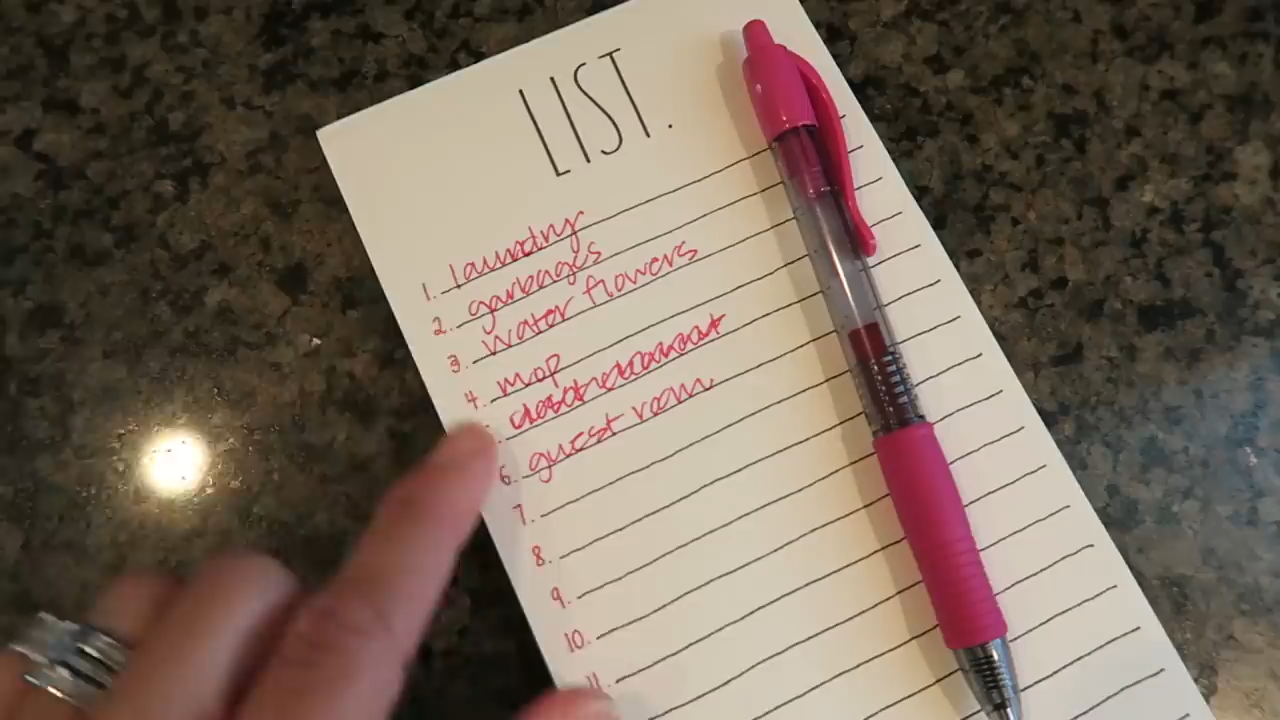 LIST.
1. laundry
2. garbages
3. water flowers
4. mop
6. guest room
7.
8.
9.
10.
11.